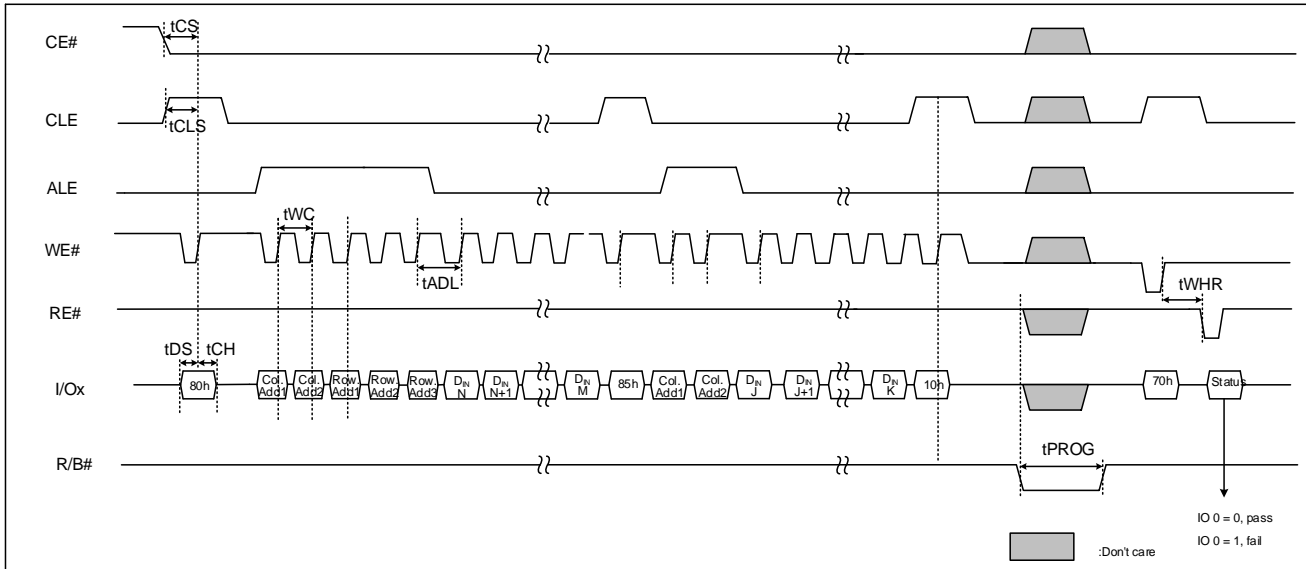 tCS
CE#
CLE
tCLS
ALE
tWC
WE#
tADL
tWHR
RE#
tDS tCH
I/Ox
80h
Col. Add1
Col. Add2
Row. Add1
Row. Add2
Row. Add3
DIN N
DIN N+1
DIN M
85h
Col. Add1
Col. Add2
DIN J
DIN J+1
DIN K
10h
70h
Status
R/B#
tPROG
IO 0 = 0, pass
IO 0 = 1, fail
:Don't care